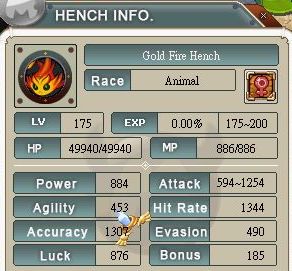 HENCH INFO.
Gold Fire Hench
Race Animal
LV 175 EXP 0.00% 175~200
HP 49940/49940 MP 886/886
Power 884 Attack 594~1254
Agility 453 Hit Rate 1344
Accuracy Evasion 490
Luck 876 Bonus 185